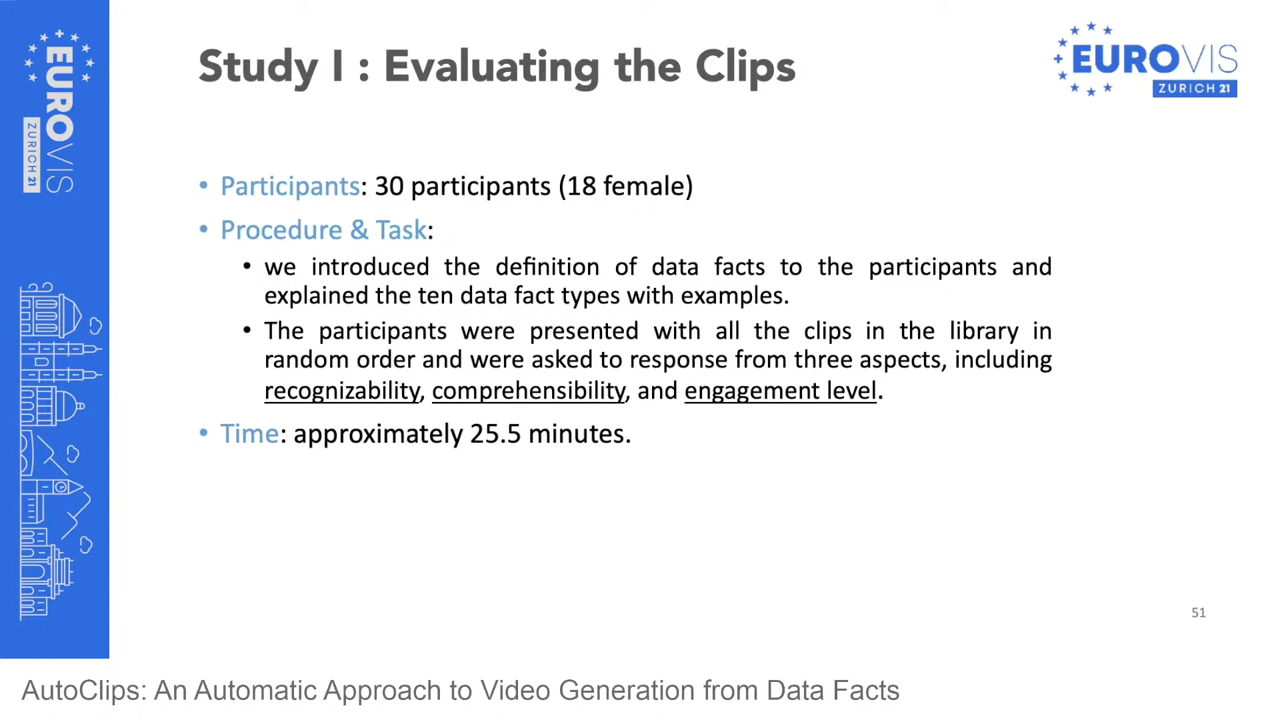 EUROVIS
ZURICH 21
Study I : Evaluating the Clips
EUROVIS
ZURICH 21
• Participants: 30 participants (18 female)
• Procedure & Task:
• we introduced the definition of data facts to the participants and
explained the ten data fact types with examples.
• The participants were presented with all the clips in the library in
random order and were asked to response from three aspects, including
recognizability, comprehensibility, and engagement level.
• Time: approximately 25.5 minutes.
51
AutoClips: An Automatic Approach to Video Generation from Data Facts